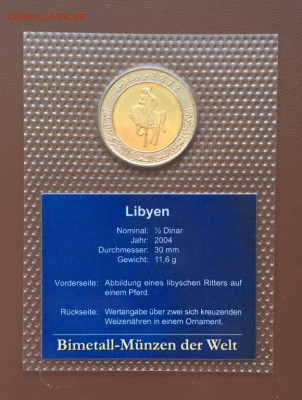 Libyen
Nominal: ½ Dinar
Jahr: 2004
Durchmesser: 30 mm
Gewicht: 11,6 g
Vorderseite: Abbildung eines libyschen Ritters auf
einem Pferd.
Rückseite: Wertangabe über zwei sich kreuzenden
Weizenähren in einem Ornament.
Bimetall-Münzen der Welt